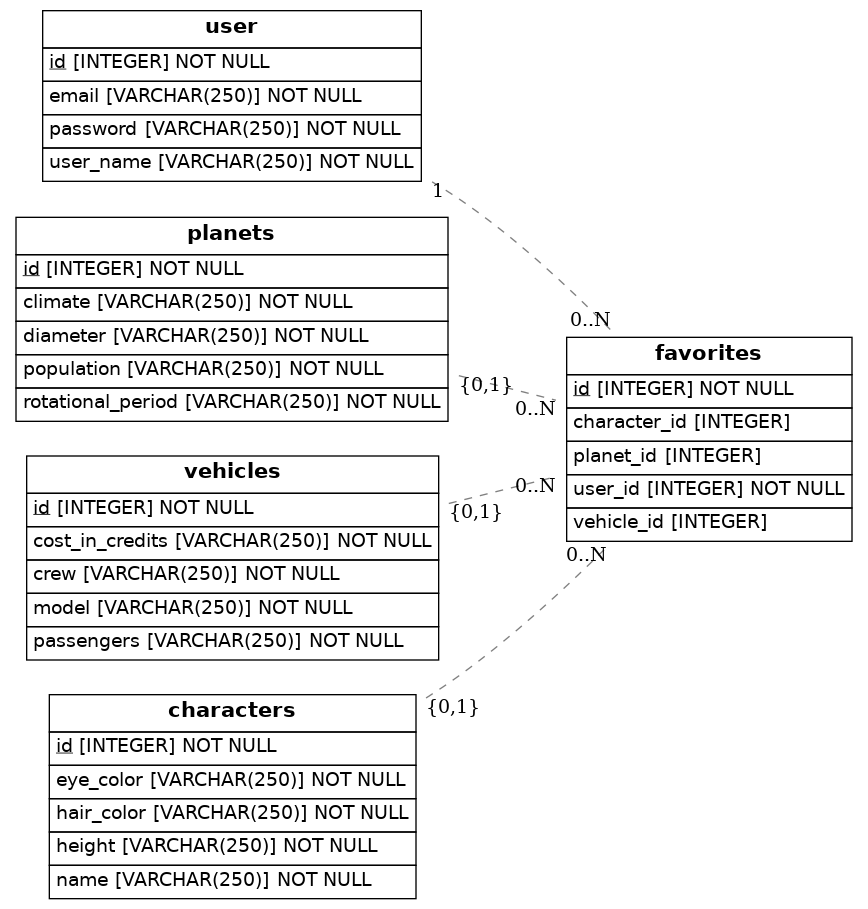 user
id [INTEGER] NOT NULL
email [VARCHAR(250)] NOT NULL
password [VARCHAR(250)] NOT NULL
user_name [VARCHAR(250)] NOT NULL
1
planets
id [INTEGER] NOT NULL
climate [VARCHAR(250)] NOT NULL
diameter [VARCHAR(250)] NOT NULL
population [VARCHAR(250)] NOT NULL
rotational_period [VARCHAR(250)] NOT NULL
{0,1}
vehicles
id [INTEGER] NOT NULL
cost_in_credits [VARCHAR(250)] NOT NULL
crew [VARCHAR(250)] NOT NULL
model [VARCHAR(250)] NOT NULL
passengers [VARCHAR(250)] NOT NULL
{0,1}
characters
id [INTEGER] NOT NULL
eye_color [VARCHAR(250)] NOT NULL
hair_color [VARCHAR(250)] NOT NULL
height [VARCHAR(250)] NOT NULL
name [VARCHAR(250)] NOT NULL
{0,1}
0..N
0..N
0..N
0..N
favorites
id [INTEGER] NOT NULL
character_id [INTEGER]
planet_id [INTEGER]
user_id [INTEGER] NOT NULL
vehicle_id [INTEGER]